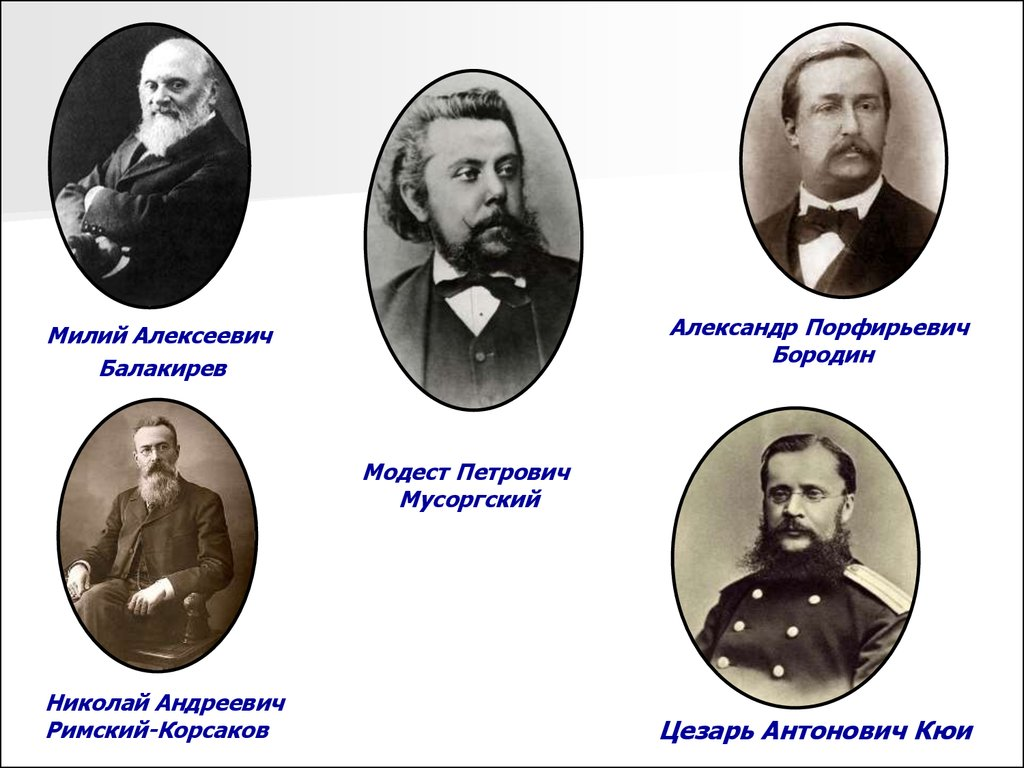 Милий Алексеевич
Балакирев
Модест Петрович
Мусоргский
Александр Порфирьевич
Бородин
Николай Андреевич
Римский-Корсаков
Цезарь Антонович Кюи